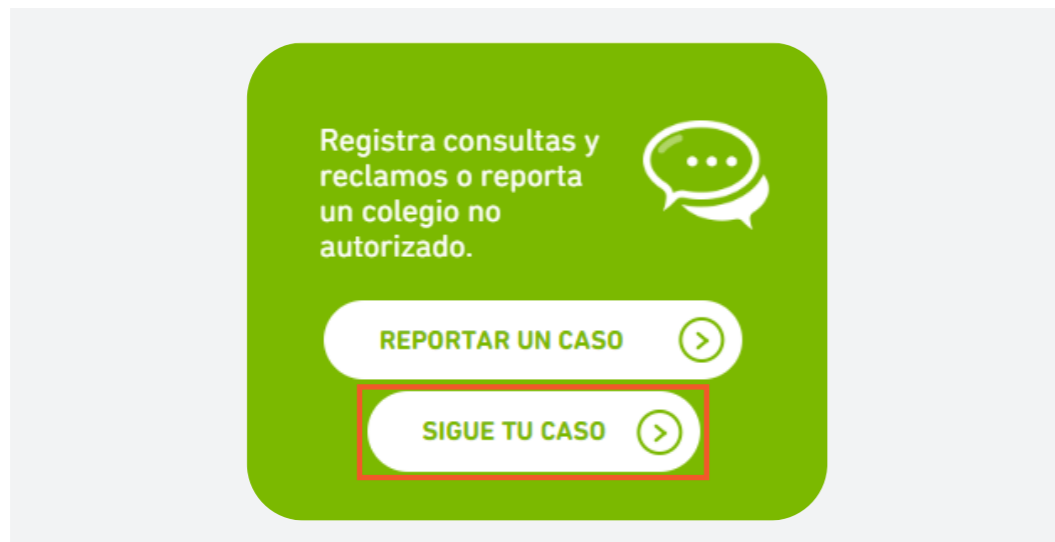 Registra consultas y
reclamos o reporta
un colegio no
autorizado.
REPORTAR UN CASO
SIGUE TU CASO